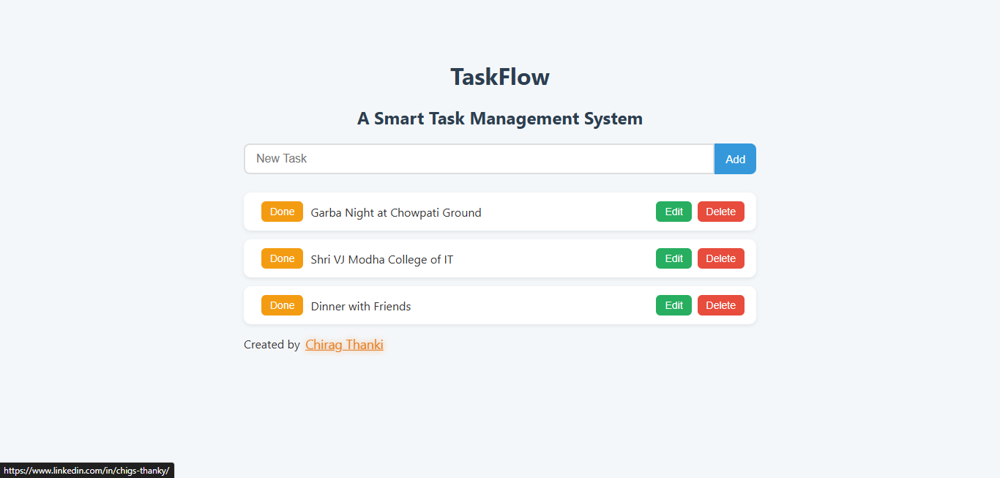 TaskFlow
A Smart Task Management System
New Task Add
Done Garba Night at Chowpati Ground Edit Delete
Done Shri VJ Modha College of IT Edit Delete
Done Dinner with Friends Edit Delete
Created by Chirag Thanki
https://www.linkedin.com/in/chigs-thanky/